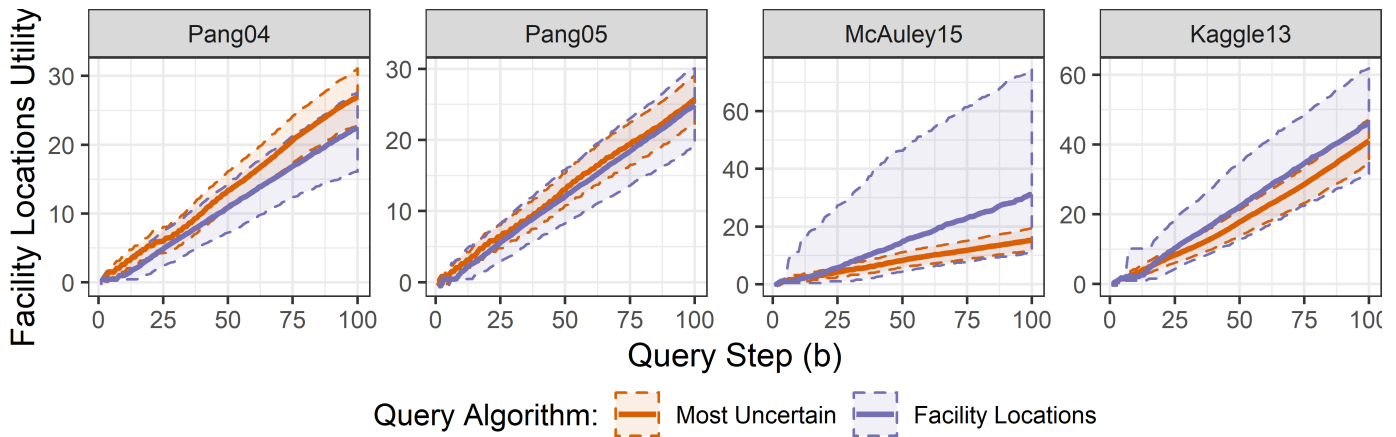 Facility Locations Utility
Pang04 Pang05 McAuley15 Kaggle13
30 30 60 60
20 20 40 40
10 10 20 20
0 0 0 0
0 25 50 75 100 0 25 50 75 100 0 25 50 75 100 0 25 50 75 100
Query Step (b)
Query Algorithm: Most Uncertain Facility Locations